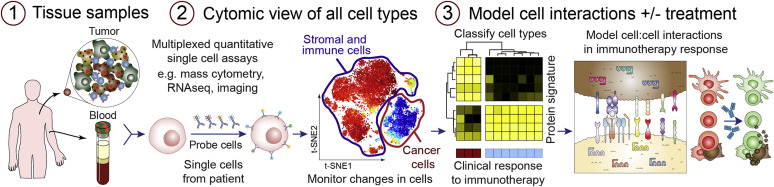 1 Tissue samples
Tumor
Blood
2 Cytomic view of all cell types
Multiplexed quantitative
single cell assays
e.g. mass cytometry,
RNAseq, imaging
Probe cells
Single cells
from patient
Stromal and
immune cells
t-SNE2
t-SNE1
Cancer
cells
Monitor changes in cells
3 Model cell interactions +/- treatment
Classify cell types
Protein signature
Clinical response
to immunotherapy
Model cell:cell interactions
in immunotherapy response